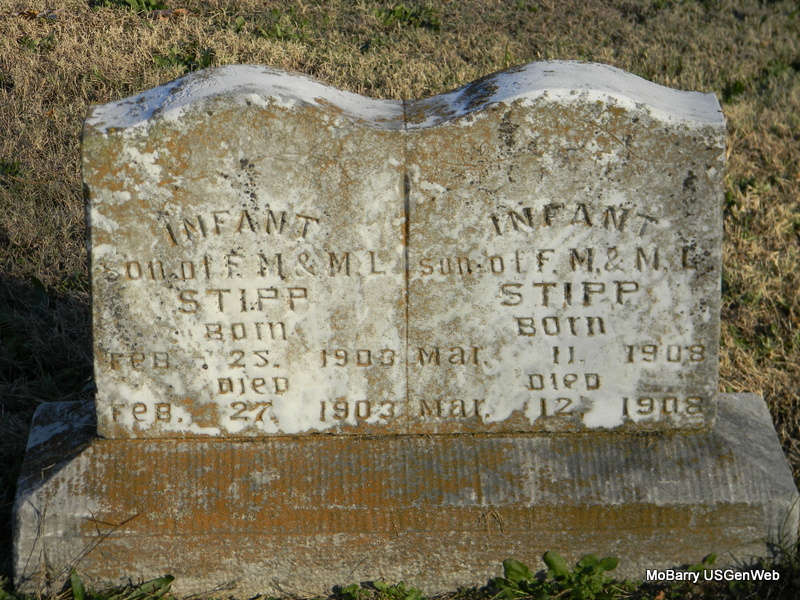 INFANT
son of F. M. & M. L.
STIPP
Born
Feb. 25. 1903
Died
Feb. 27. 1903
INFANT
son of F. M. & M. L.
STIPP
Born
Mar. 11. 1908
Died
Mar. 12. 1908
MoBarry USGenWeb